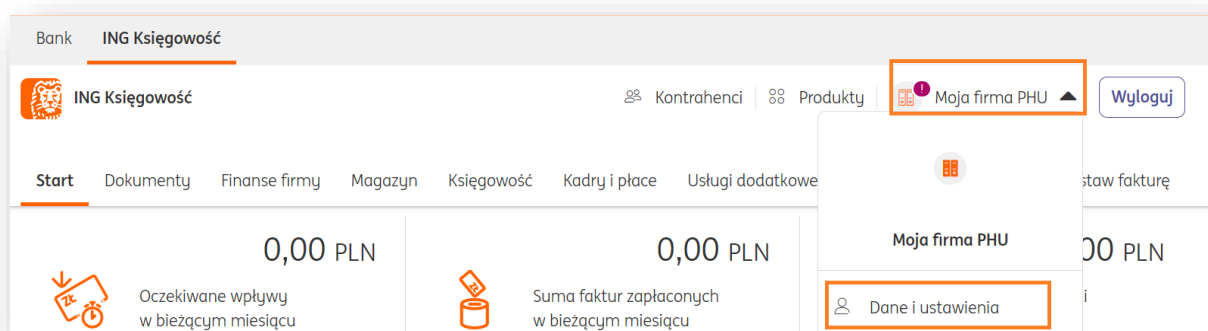 Bank ING Księgowość
ING Księgowość Kontrahenci Produkty ! Moja firma PHU Wyloguj
Start Dokumenty Finanse firmy Magazyn Księgowość Kadry i płace Usługi dodatkowe fakturę
Moja firma PHU
0,00 PLN 0,00 PLN 00 PLN
Oczekiwane wpływy Suma faktur zapłaconych
w bieżącym miesiącu w bieżącym miesiącu
Dane i ustawienia